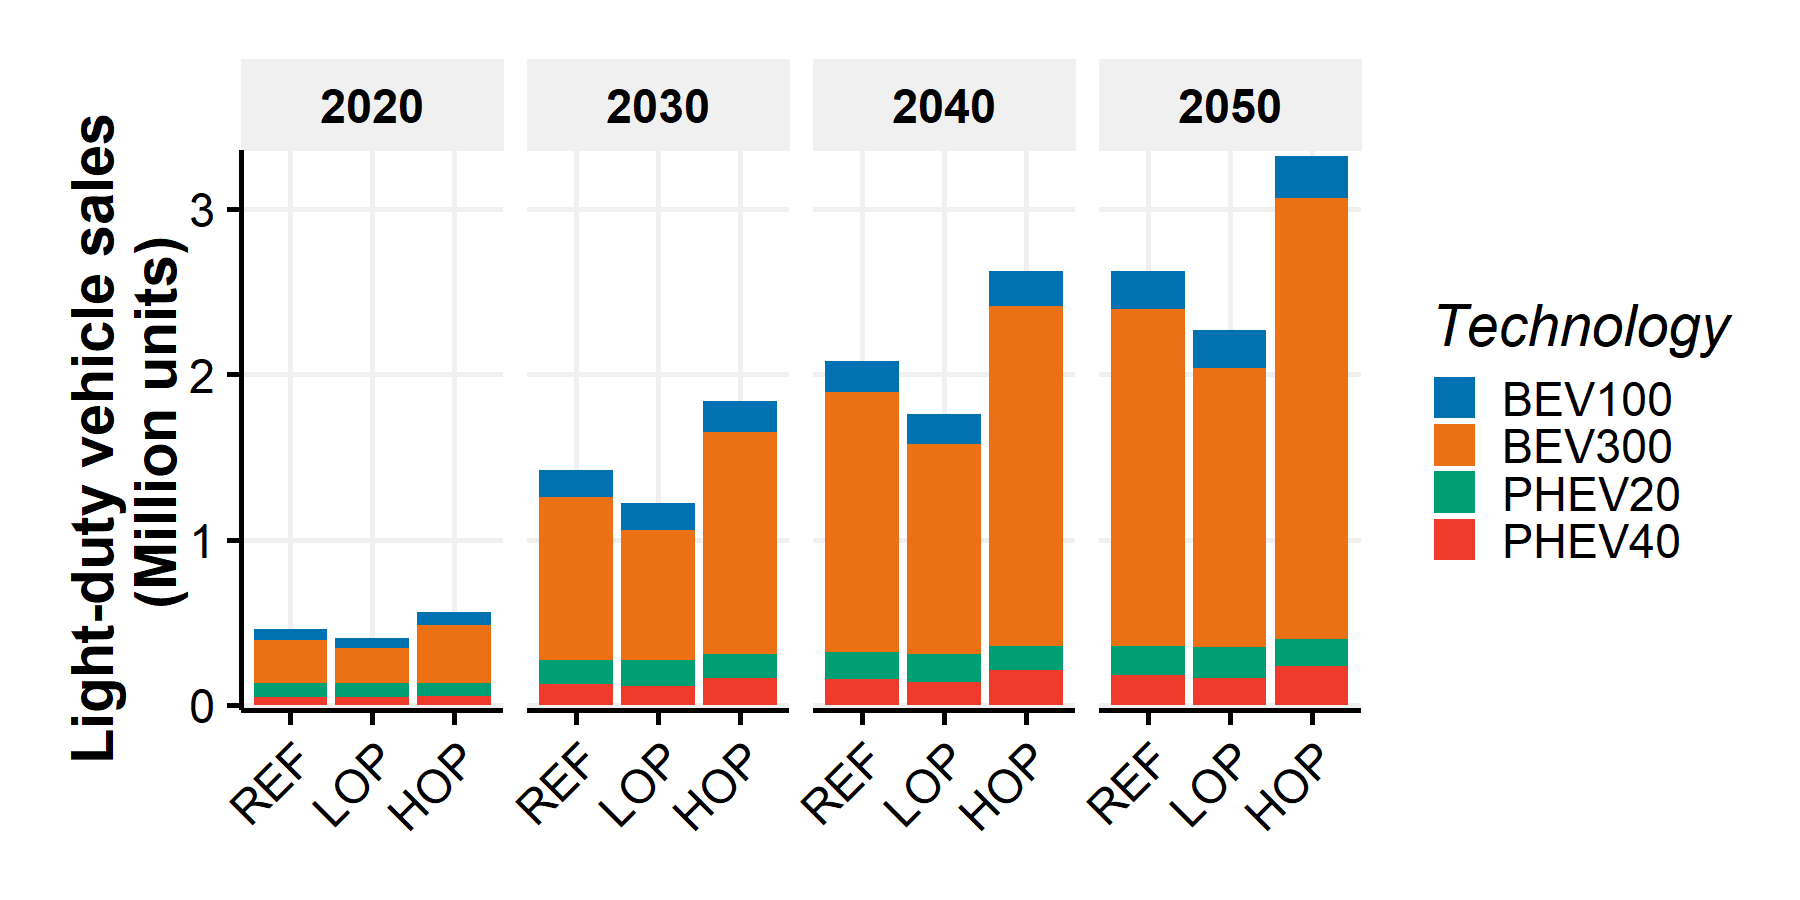 Light-duty vehicle sales
(Million units)
2020 2030 2040 2050
3
2
1
0
REF LOP HOP REF LOP HOP REF LOP HOP REF LOP HOP
Technology
BEV100
BEV300
PHEV20
PHEV40